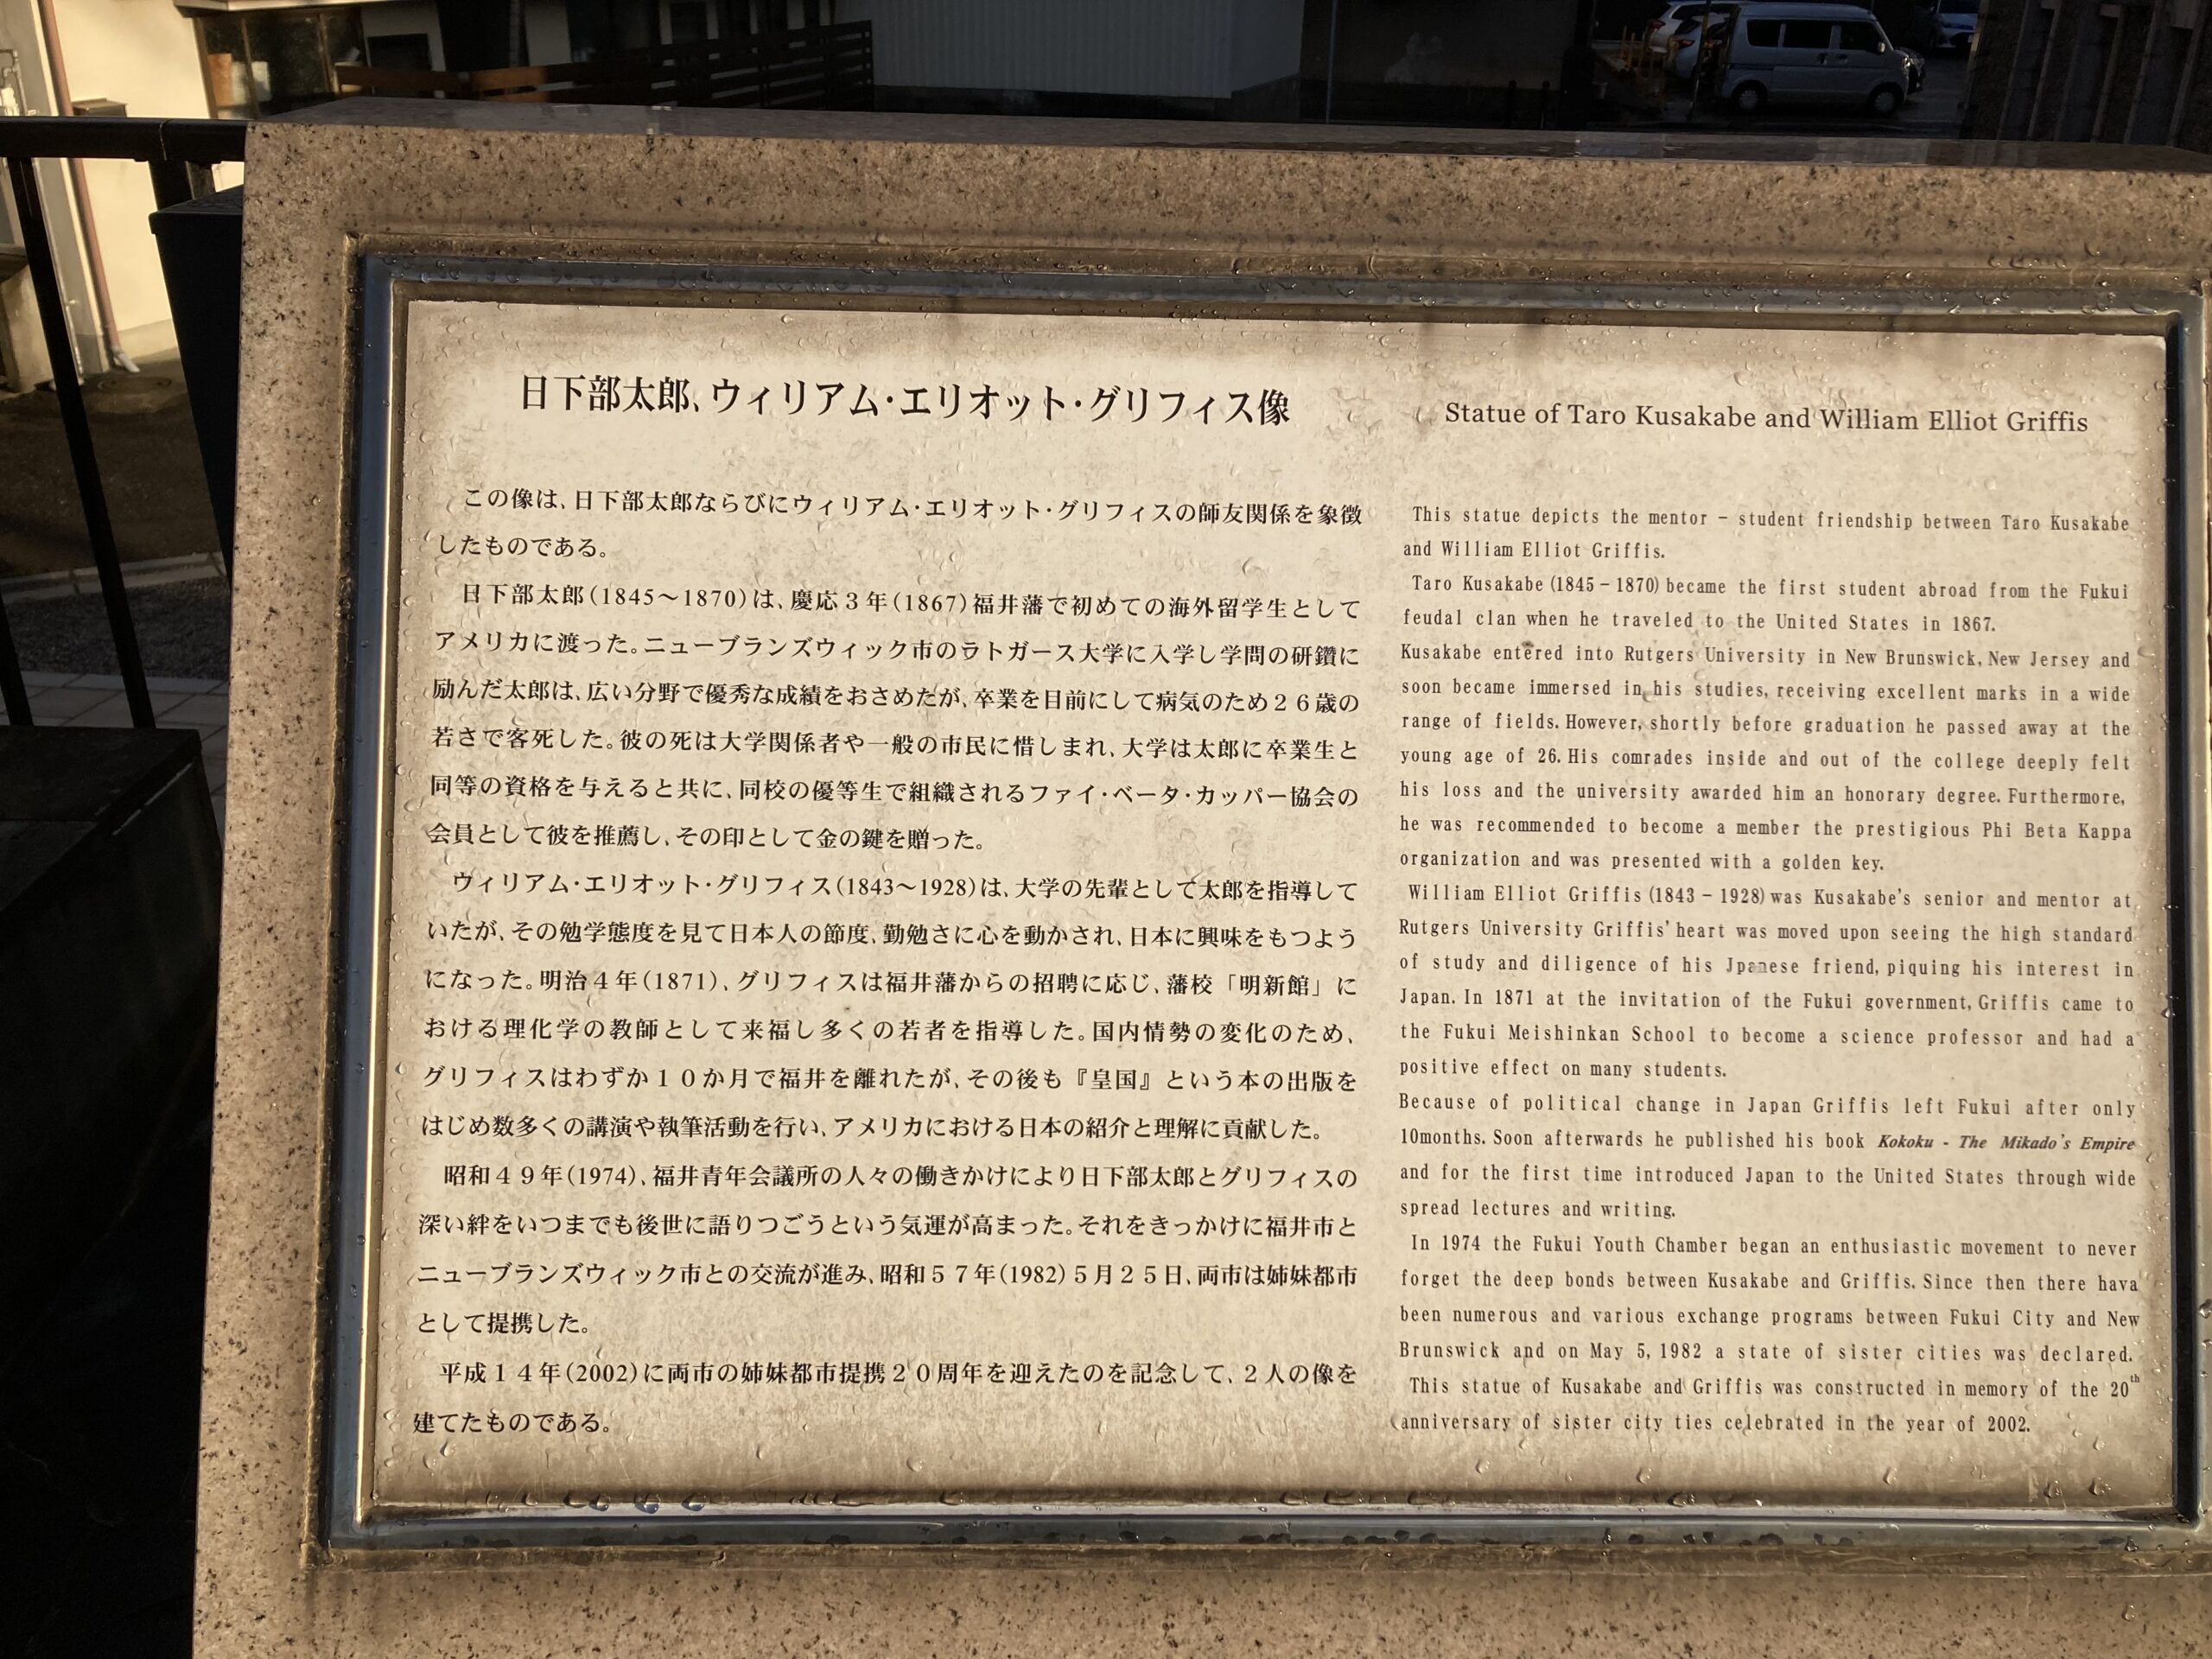 日下部太郎、ウィリアム・エリオット・グリフィス像
この像は、日下部太郎ならびにウィリアム・エリオット・グリフィスの師友関係を象徴
したものである。
日下部太郎(1845～1870)は、慶応３年(1867)福井藩で初めての海外留学生として
アメリカに渡った。ニューブランズウィック市のラトガース大学に入学し学問の研鑽に
励んだ太郎は、広い分野で優秀な成績をおさめたが、卒業を目前にして病気のため２６歳の
若さで客死した。彼の死は大学関係者や一般の市民に惜しまれ、大学は太郎に卒業生と
同等の資格を与えると共に、同校の優等生で組織されるファイ・ベータ・カッパー協会の
会員として彼を推薦し、その印として金の鍵を贈った。
ウィリアム・エリオット・グリフィス(1843～1928)は、大学の先輩として太郎を指導して
いたが、その勉学態度を見て日本人の節度、勤勉さに心を動かされ、日本に興味をもつよう
になった。明治４年(1871)、グリフィスは福井藩からの招聘に応じ、藩校「明新館」に
おける理化学の教師として来福し多くの若者を指導した。国内情勢の変化のため、
グリフィスはわずか１０か月で福井を離れたが、その後も『皇国』という本の出版を
はじめ数多くの講演や執筆活動を行い、アメリカにおける日本の紹介と理解に貢献した。
昭和４９年(1974)、福井青年会議所の人々の働きかけにより日下部太郎とグリフィスの
深い絆をいつまでも後世に語りつごうという気運が高まった。それをきっかけに福井市と
ニューブランズウィック市との交流が進み、昭和５７年(1982)５月２５日、両市は姉妹都市
として提携した。
平成１４年(2002)に両市の姉妹都市提携２０周年を迎えたのを記念して、２人の像を
建てたものである。
Statue of Taro Kusakabe and William Elliot Griffis
This statue depicts the mentor – student friendship between Taro Kusakabe
and William Elliot Griffis.
Taro Kusakabe (1845 – 1870) became the first student abroad from the Fukui
feudal clan when he traveled to the United States in 1867.
Kusakabe entered into Rutgers University in New Brunswick, New Jersey and
soon became immersed in his studies, receiving excellent marks in a wide
range of fields. However, shortly before graduation he passed away at the
young age of 26. His comrades inside and out of the college deeply felt
his loss and the university awarded him an honorary degree. Furthermore,
he was recommended to become a member the prestigious Phi Beta Kappa
organization and was presented with a golden key.
William Elliot Griffis (1843 – 1928) was Kusakabe's senior and mentor at
Rutgers University Griffis' heart was moved upon seeing the high standard
of study and diligence of his Jpanese friend, piquing his interest in
Japan. In 1871 at the invitation of the Fukui government, Griffis came to
the Fukui Meishinkan School to become a science professor and had a
positive effect on many students.
Because of political change in Japan Griffis left Fukui after only
10months. Soon afterwards he published his book Kokoku - The Mikado's Empire
and for the first time introduced Japan to the United States through wide
spread lectures and writing.
In 1974 the Fukui Youth Chamber began an enthusiastic movement to never
forget the deep bonds between Kusakabe and Griffis. Since then there hava
been numerous and various exchange programs between Fukui City and New
Brunswick and on May 5, 1982 a state of sister cities was declared.
This statue of Kusakabe and Griffis was constructed in memory of the 20th
anniversary of sister city ties celebrated in the year of 2002.